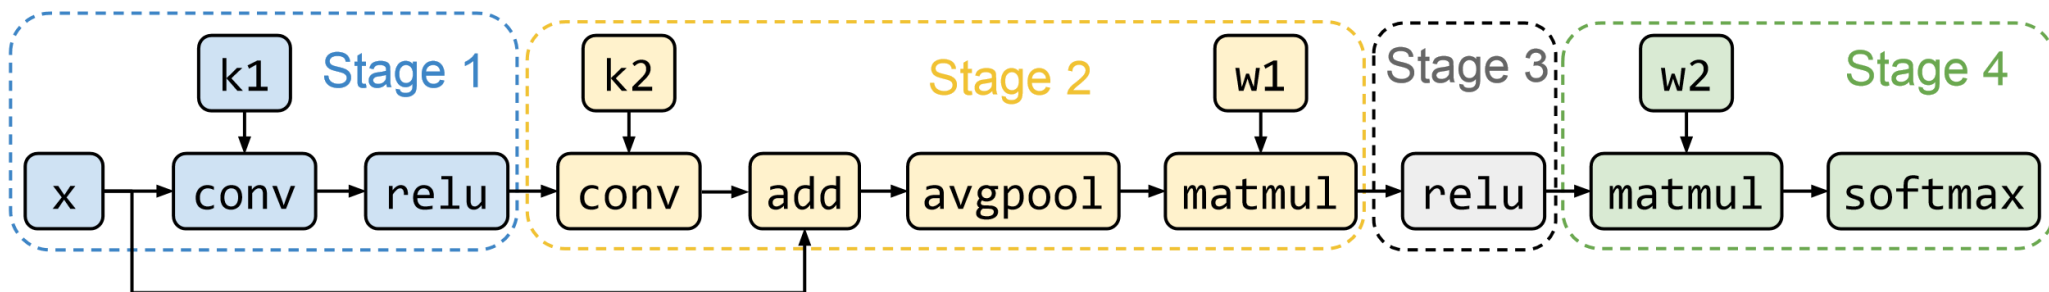 k1
Stage 1
k2
Stage 2
w1
Stage 3
w2
Stage 4
x
conv
relu
conv
add
avgpool
matmul
relu
matmul
softmax